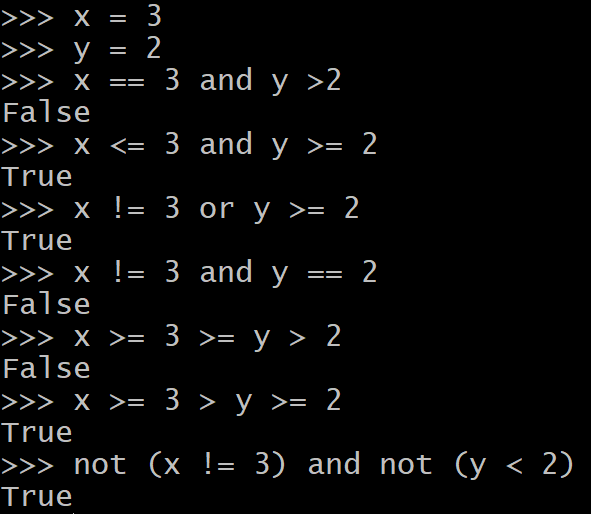 >>> x = 3
>>> y = 2
>>> x == 3 and y >2
False
>>> x <= 3 and y >= 2
True
>>> x != 3 or y >= 2
True
>>> x != 3 and y == 2
False
>>> x >= 3 >= y > 2
False
>>> x >= 3 > y >= 2
True
>>> not (x != 3) and not (y < 2)
True